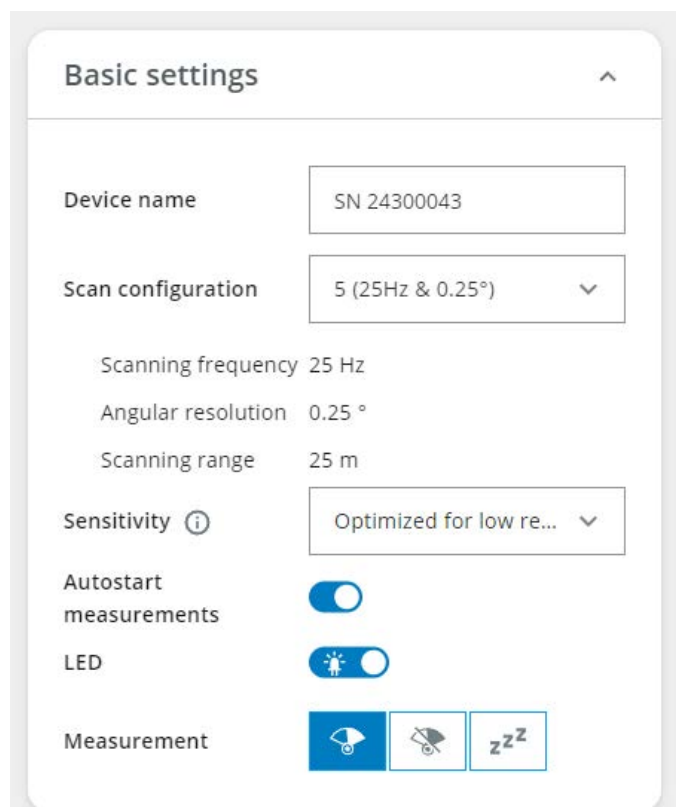 Basic settings
Device name
SN 24300043
Scan configuration
5 (25Hz & 0.25°)
Scanning frequency 25 Hz
Angular resolution 0.25 °
Scanning range 25 m
Sensitivity
Optimized for low re...
Autostart
measurements
LED
Measurement
zzZ